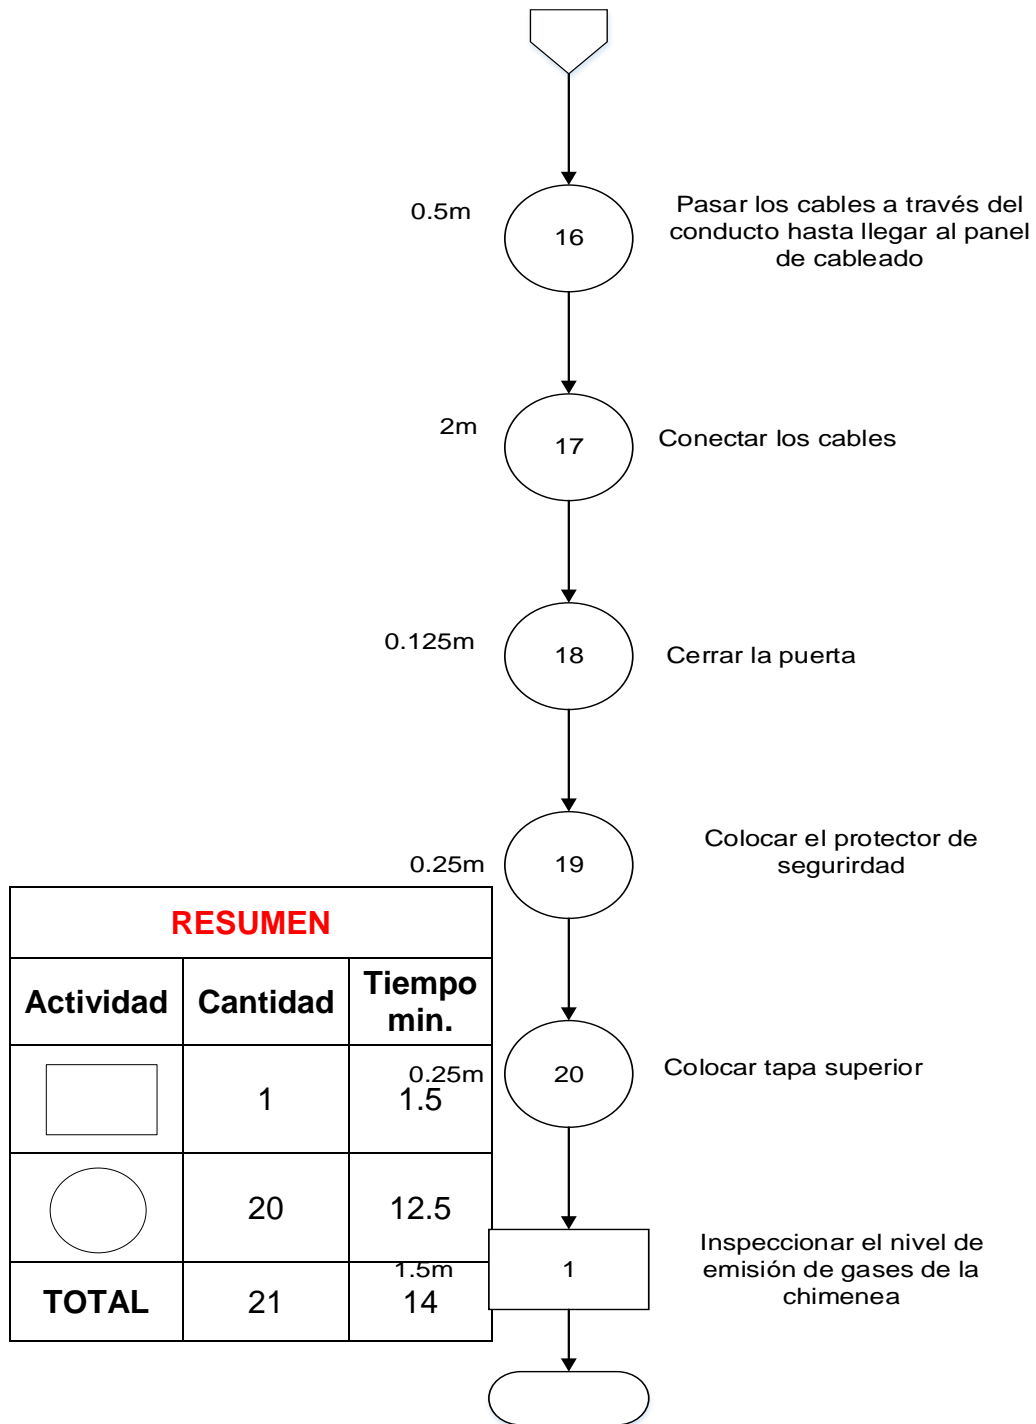 0.5m
16
Pasar los cables a través del
conducto hasta llegar al panel
de cableado
2m
17
Conectar los cables
0.125m
18
Cerrar la puerta
0.25m
19
Colocar el protector de
segurirdad
0.25m
20
Colocar tapa superior
1.5m
1
Inspeccionar el nivel de
emisión de gases de la
chimenea
RESUMEN
Actividad Cantidad Tiempo
min.
1 1.5
20 12.5
TOTAL 21 14